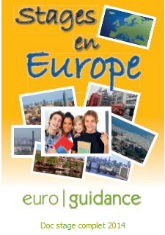 Stages
en
Europe
euro|guidance
Doc stage complet 2014